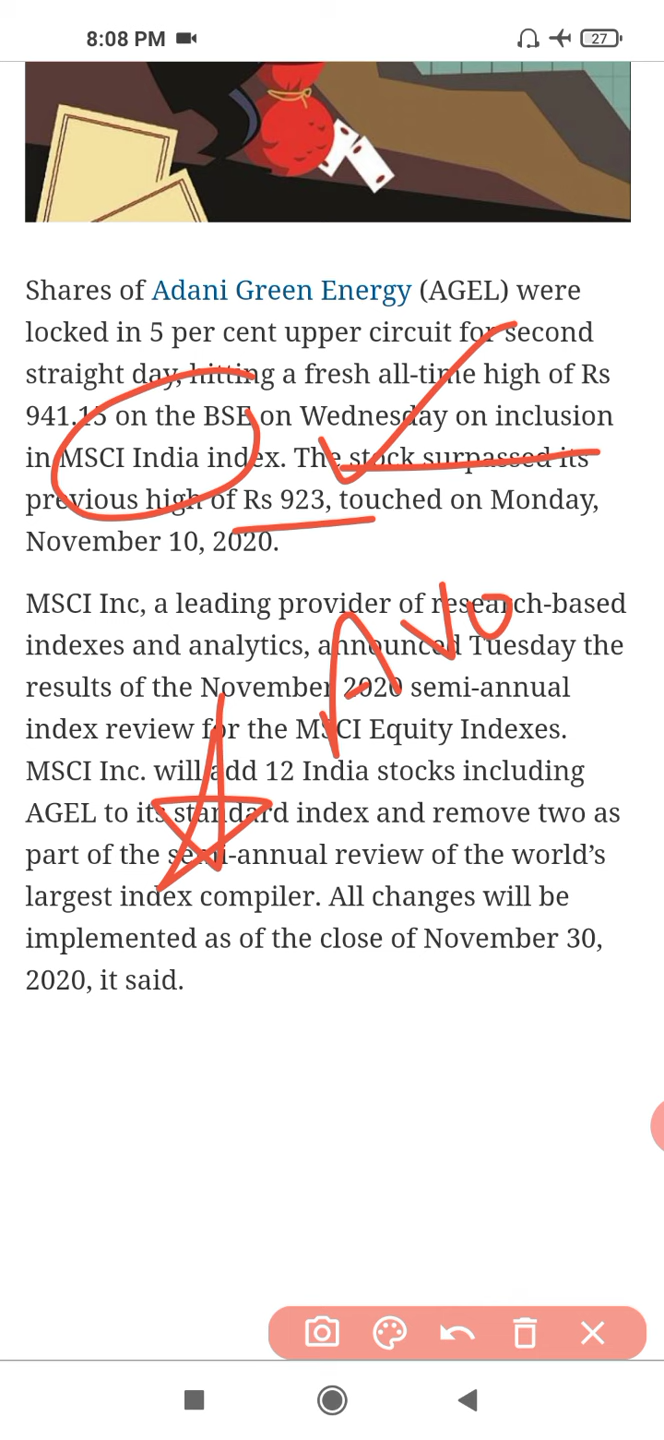 8:08 PM
27
Shares of Adani Green Energy (AGEL) were
locked in 5 per cent upper circuit for second
straight day, hitting a fresh all-time high of Rs
941.15 on the BSE on Wednesday on inclusion
in MSCI India index. The stock surpassed its
previous high of Rs 923, touched on Monday,
November 10, 2020.
MSCI Inc, a leading provider of research-based
indexes and analytics, announced Tuesday the
results of the November 2020 semi-annual
index review for the MSCI Equity Indexes.
MSCI Inc. will add 12 India stocks including
AGEL to its standard index and remove two as
part of the semi-annual review of the world’s
largest index compiler. All changes will be
implemented as of the close of November 30,
2020, it said.